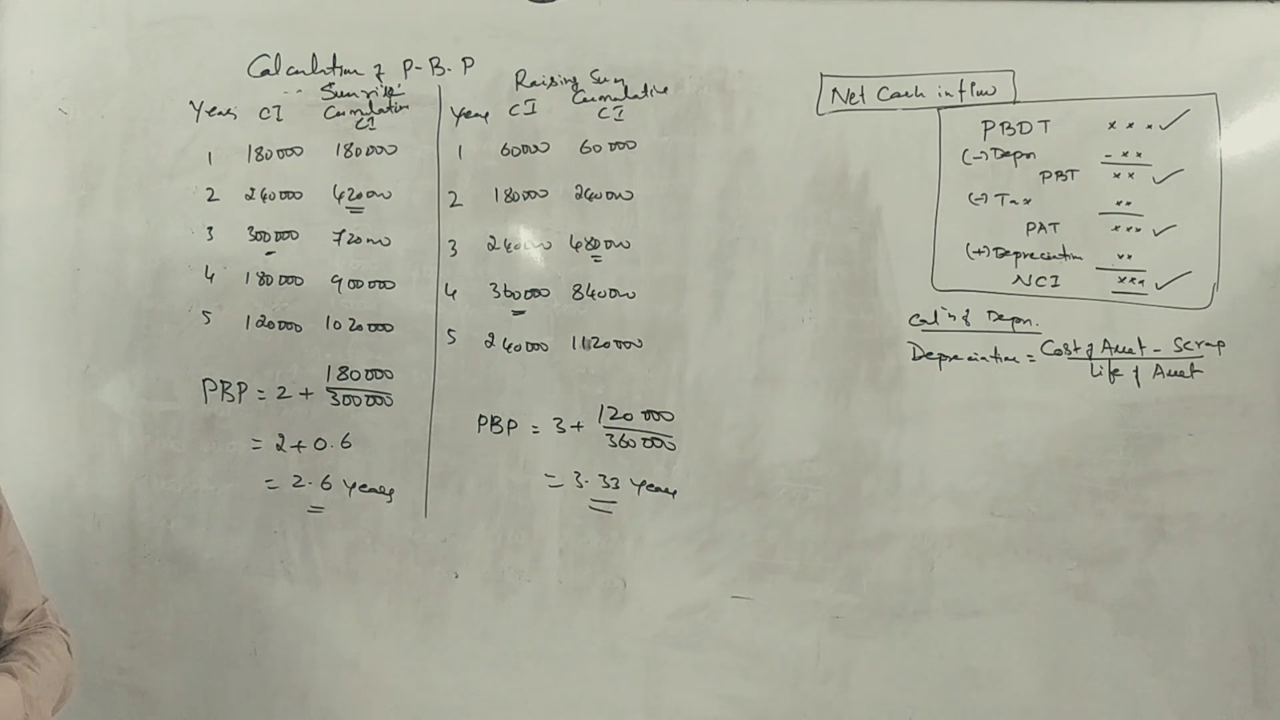 Calculation of P.B.P
Sunrise
Years CI Cumulative CI
1 180000 180000
2 240000 420000
3 300000 720000
4 180000 900000
5 120000 1020000
PBP = 2 + 180000/300000
= 2+0.6
= 2.6 years
Raising Sun
Years CI Cumulative CI
1 60000 60000
2 180000 240000
3 240000 480000
4 360000 840000
5 240000 1120000
PBP = 3+ 120000/360000
= 3.33 years
Net Cash inflow
PBDT x x x ✓
(-) Depn - x x
PBT x x ✓
(-) Tax x x
PAT x x x ✓
(+) Depreciation x x
NCI x x x ✓
Cal'n of Depn.
Depreciation = Cost of Asset - Scrap / Life of Asset